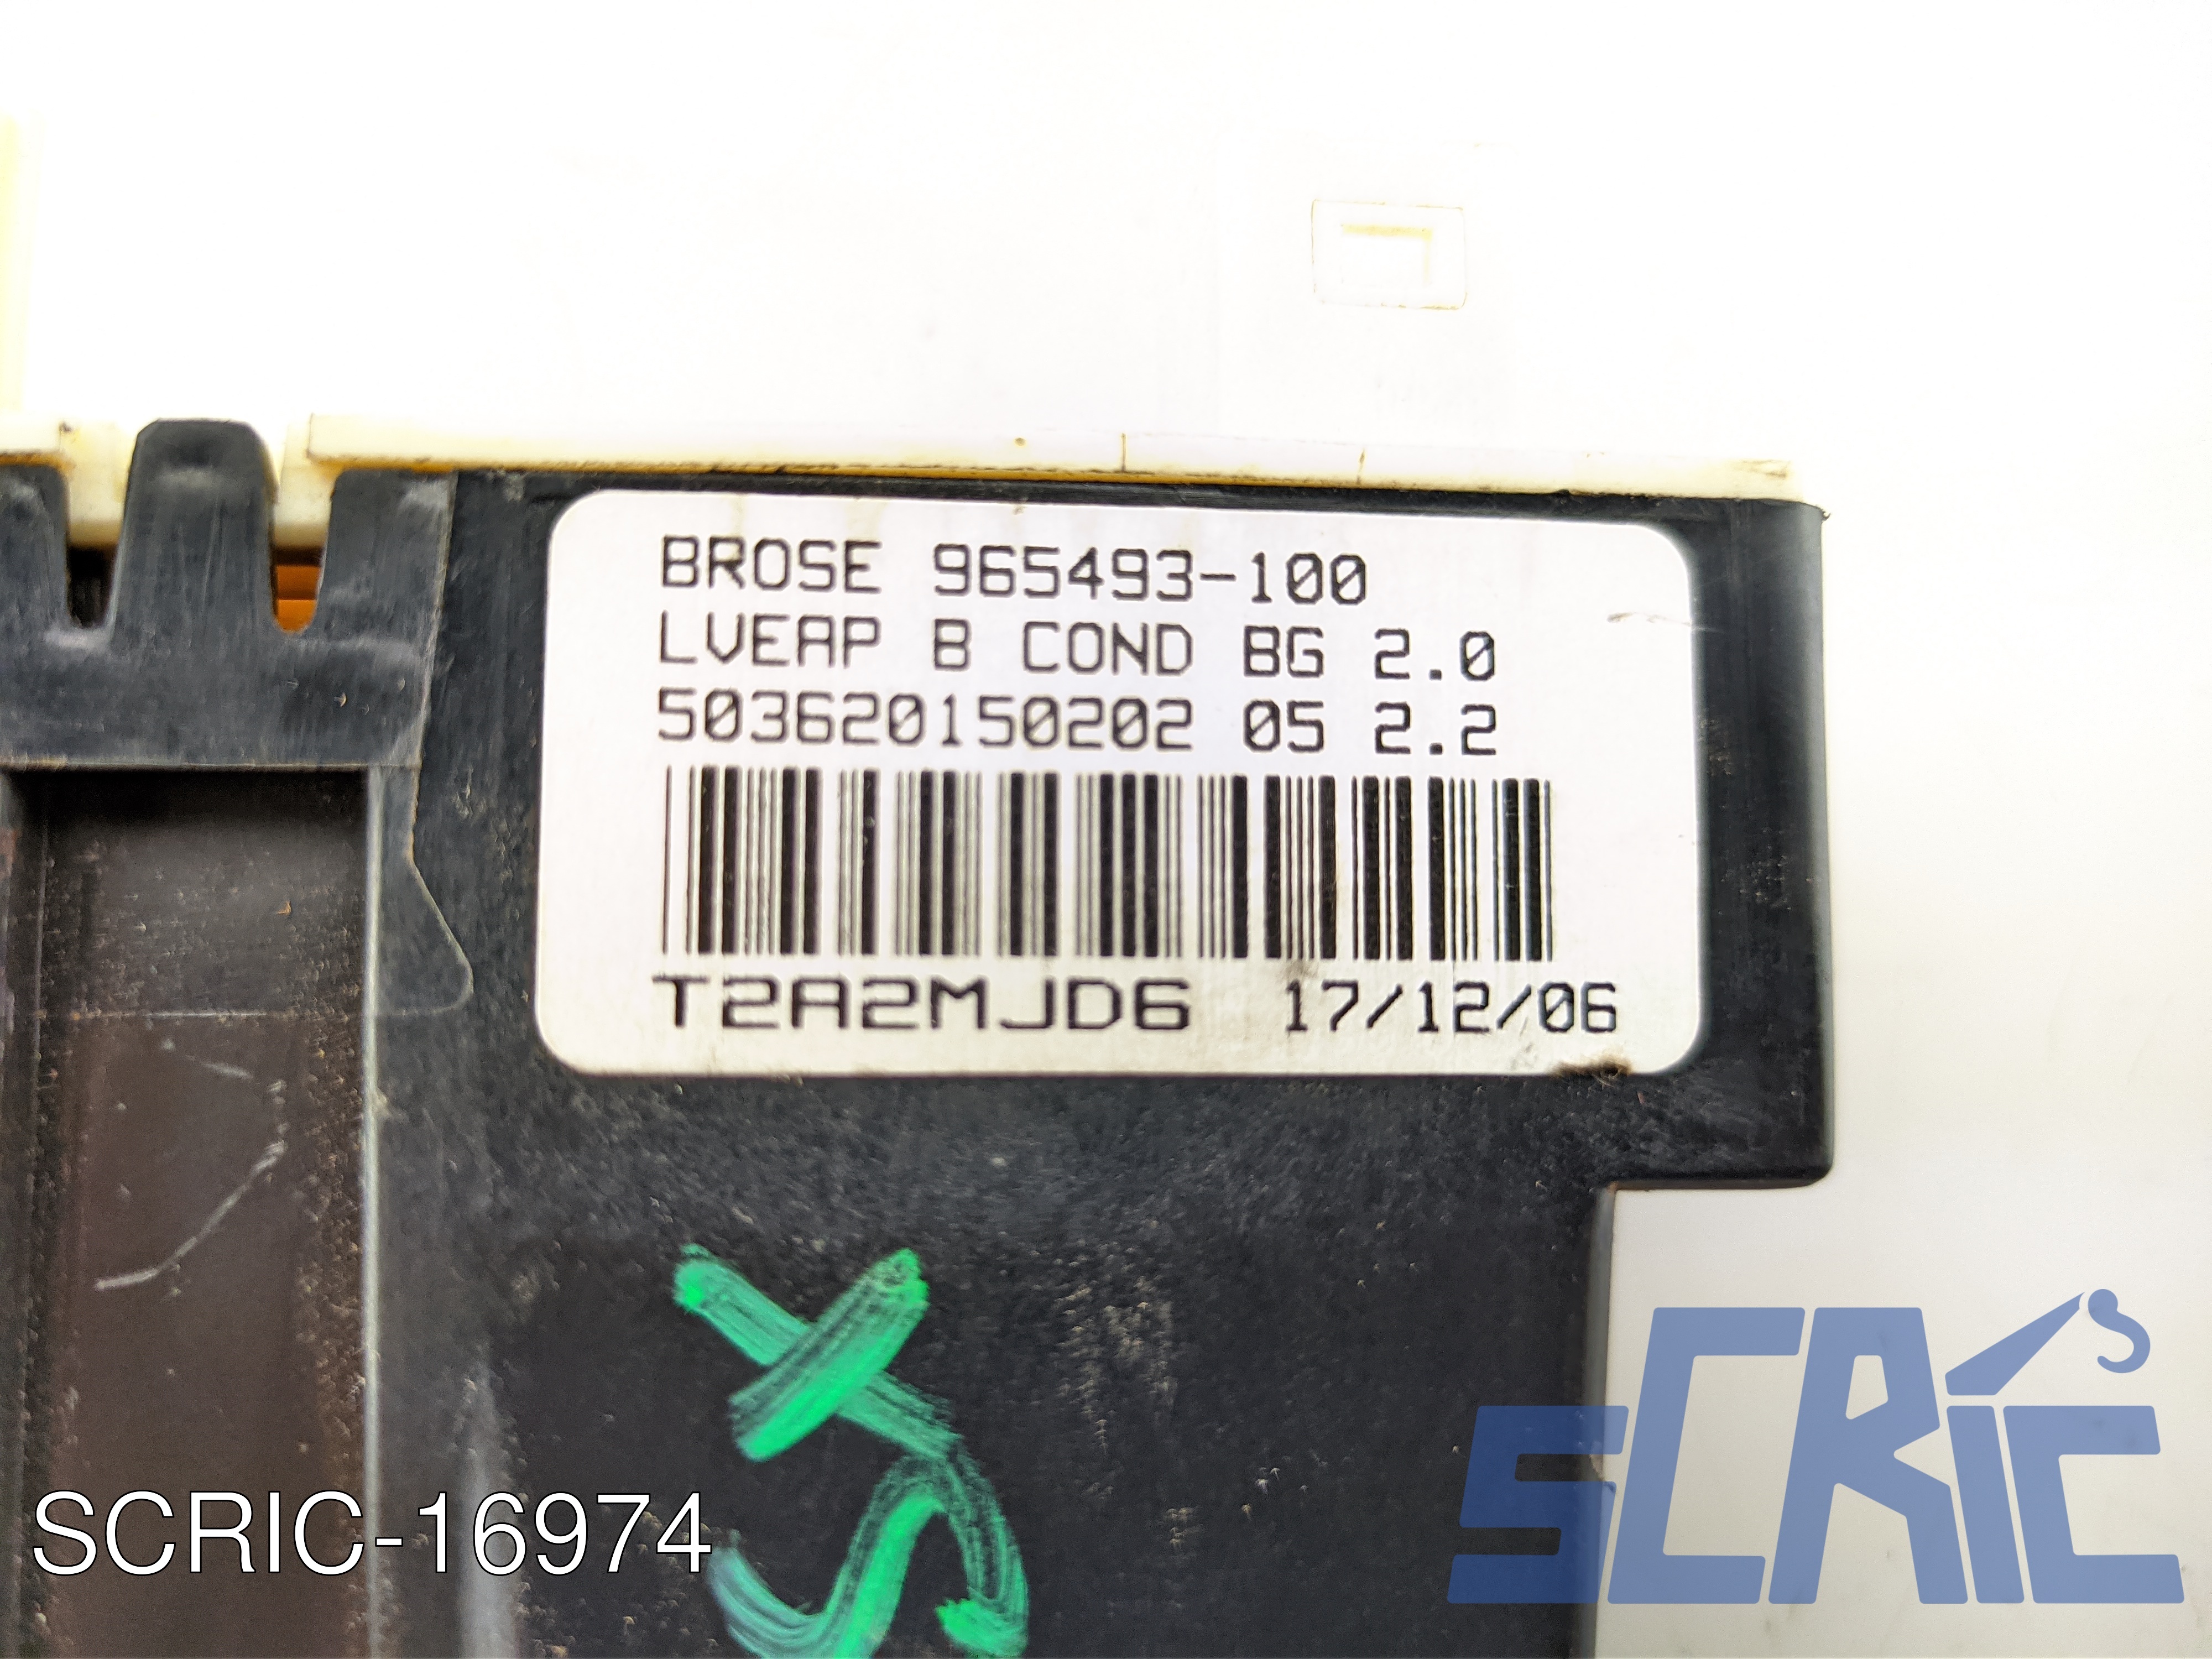 BROSE 965493-100
LVEAP B COND BG 2.0
503620150202 05 2.2
T2A2MJD6 17/12/06
SCRIC-16974
SCRIC